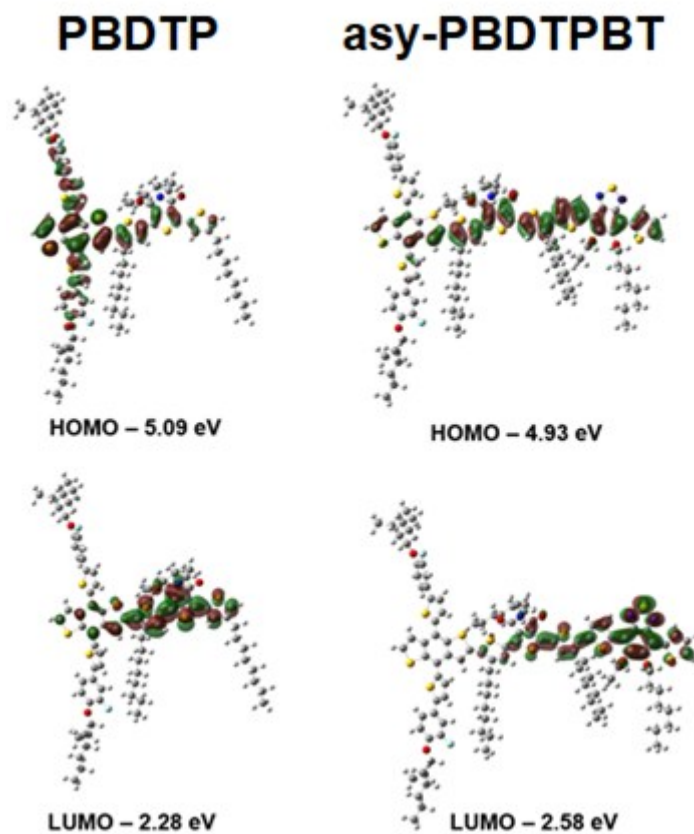 PBDTP asy-PBDTPBT
HOMO – 5.09 eV HOMO – 4.93 eV
LUMO – 2.28 eV LUMO – 2.58 eV